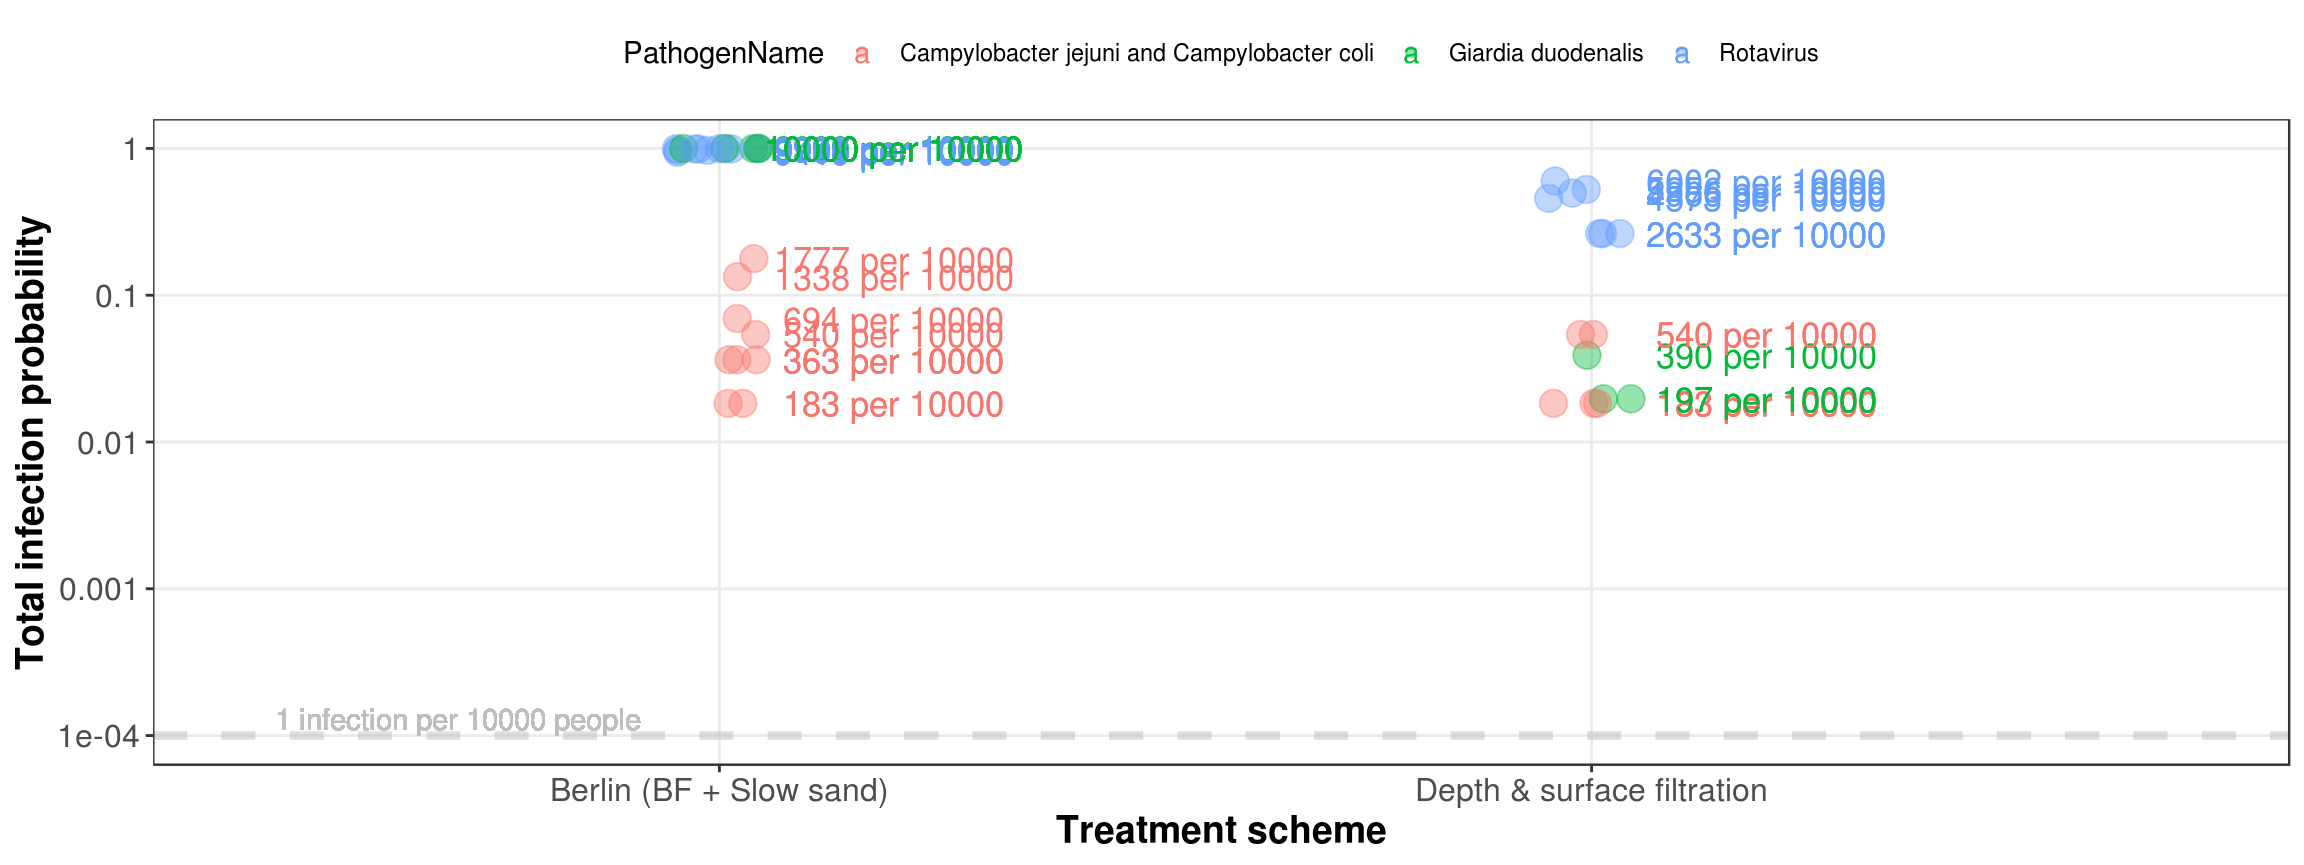 PathogenName a Campylobacter jejuni and Campylobacter coli a Giardia duodenalis a Rotavirus
Total infection probability
1
0.1
0.01
0.001
1e-04
10000 per 10000
1777 per 10000
1338 per 10000
694 per 10000
540 per 10000
363 per 10000
183 per 10000
6002 per 10000
4573 per 10000
2633 per 10000
540 per 10000
390 per 10000
197 per 10000
183 per 10000
1 infection per 10000 people
Berlin (BF + Slow sand)
Depth & surface filtration
Treatment scheme